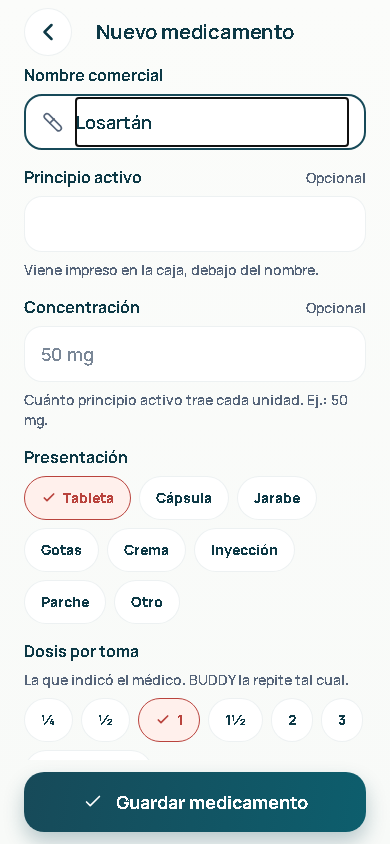 Nuevo medicamento
Nombre comercial
Losartán
Principio activo Opcional
Viene impreso en la caja, debajo del nombre.
Concentración Opcional
50 mg
Cuánto principio activo trae cada unidad. Ej.: 50
mg.
Presentación
Tableta Cápsula Jarabe
Gotas Crema Inyección
Parche Otro
Dosis por toma
La que indicó el médico. BUDDY la repite tal cual.
¼ ½ 1 1½ 2 3
Guardar medicamento